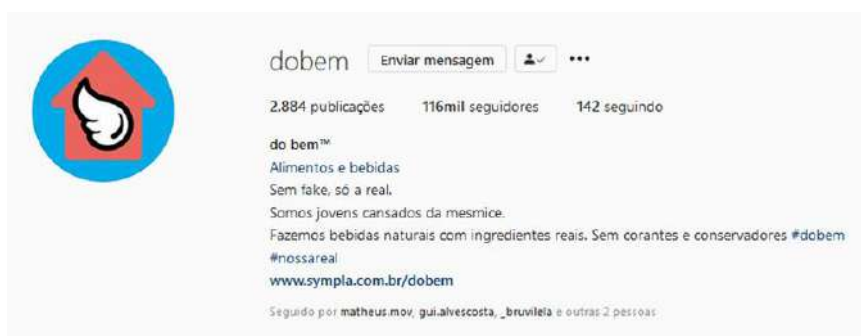 dobem Enviar mensagem
2.884 publicações 116mil seguidores 142 seguindo
do bem™
Alimentos e bebidas
Sem fake, só a real.
Somos jovens cansados da mesmice.
Fazemos bebidas naturais com ingredientes reais. Sem corantes e conservadores #dobem
#nossareal
www.sympla.com.br/dobem
Seguido por matheus.mov, gui.alvescosta, _bruvilela e outras 2 pessoas